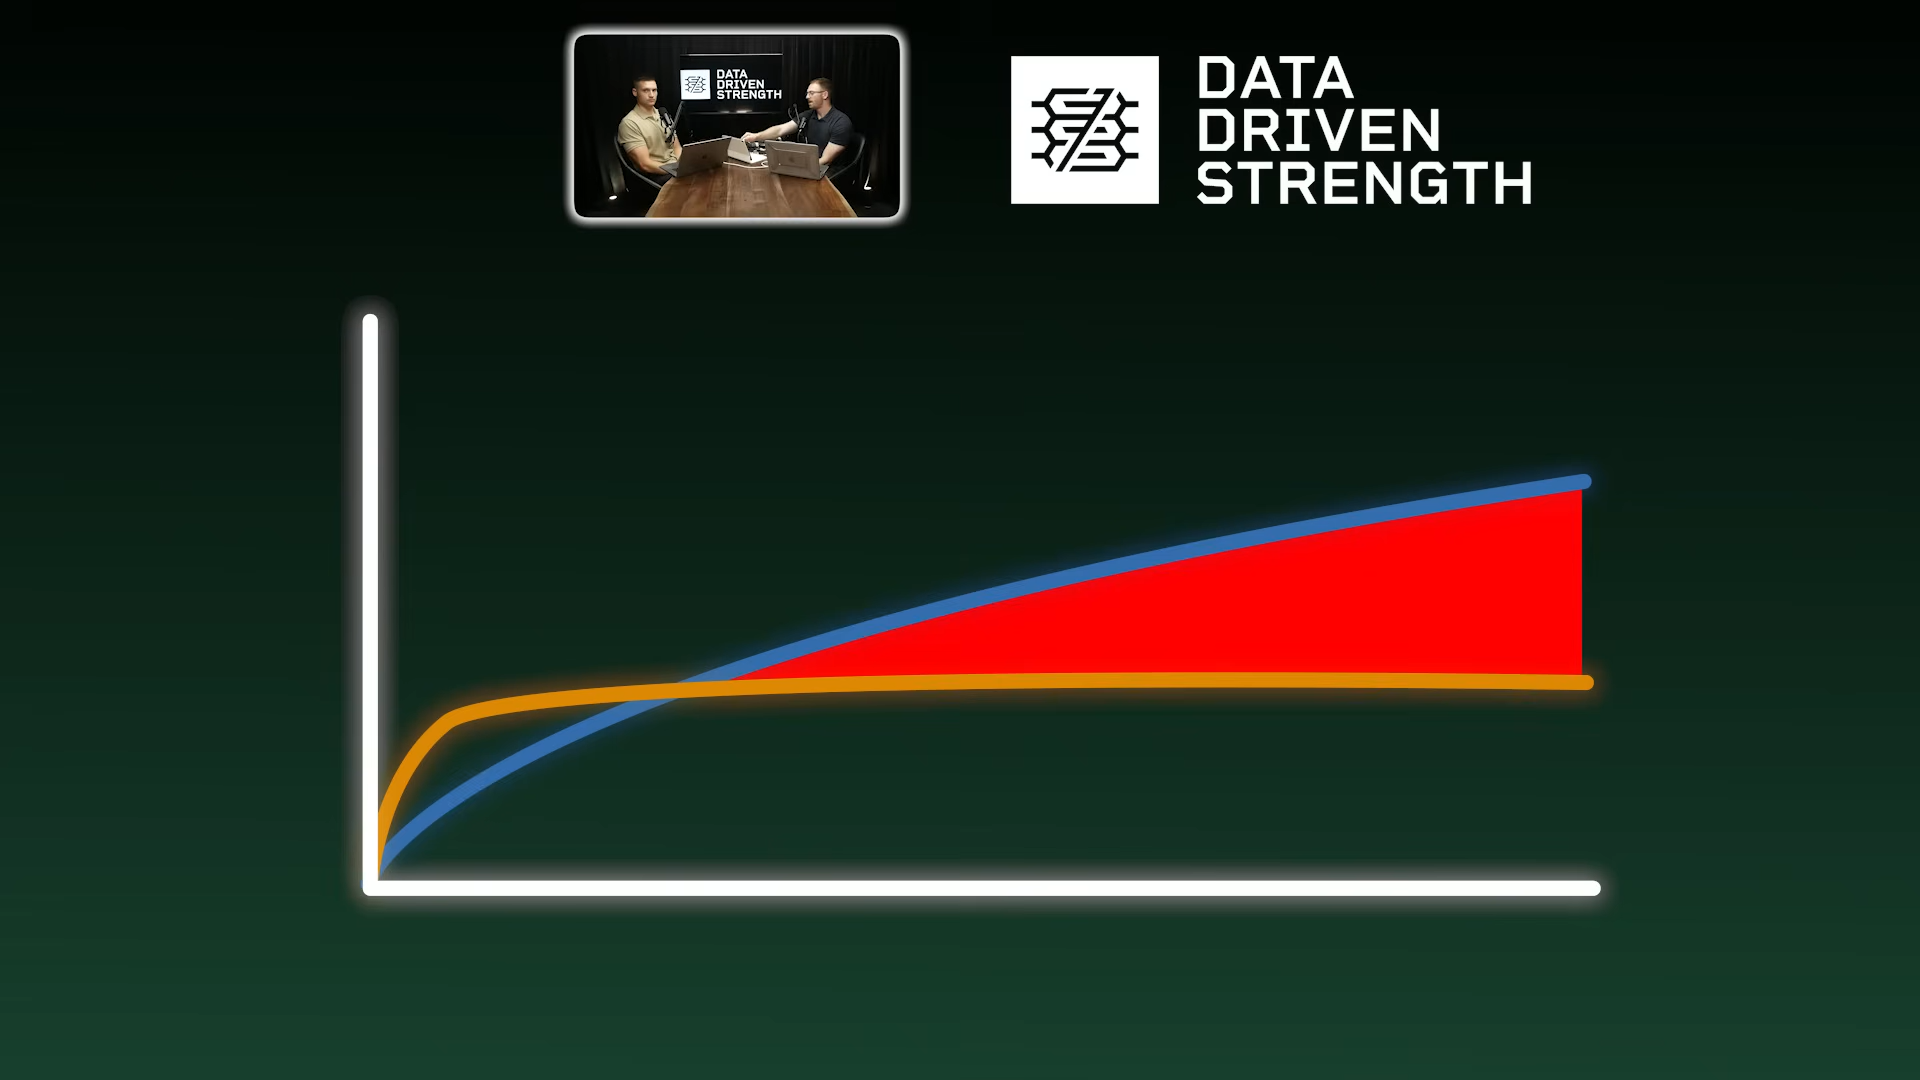 DATA
DRIVEN
STRENGTH
DATA
DRIVEN
STRENGTH